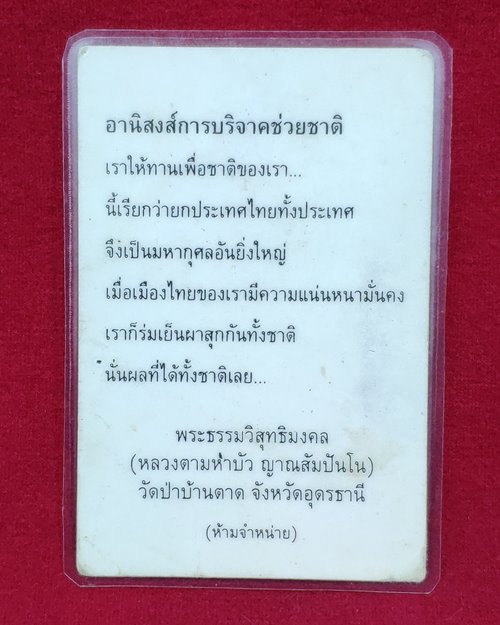 อานิสงส์การบริจาคช่วยชาติ
เราให้ทานเพื่อชาติของเรา...
นี้เรียกว่ายกประเทศไทยทั้งประเทศ
จึงเป็นมหากุศลอันยิ่งใหญ่
เมื่อเมืองไทยของเรามีความแน่นหนามั่นคง
เราก็ร่มเย็นผาสุกกันทั้งชาติ
นั่นผลที่ได้ทั้งชาติเลย...
พระธรรมวิสุทธิมงคล
(หลวงตามหาบัว ญาณสัมปันโน)
วัดป่าบ้านตาด จังหวัดอุดรธานี
(ห้ามจำหน่าย)